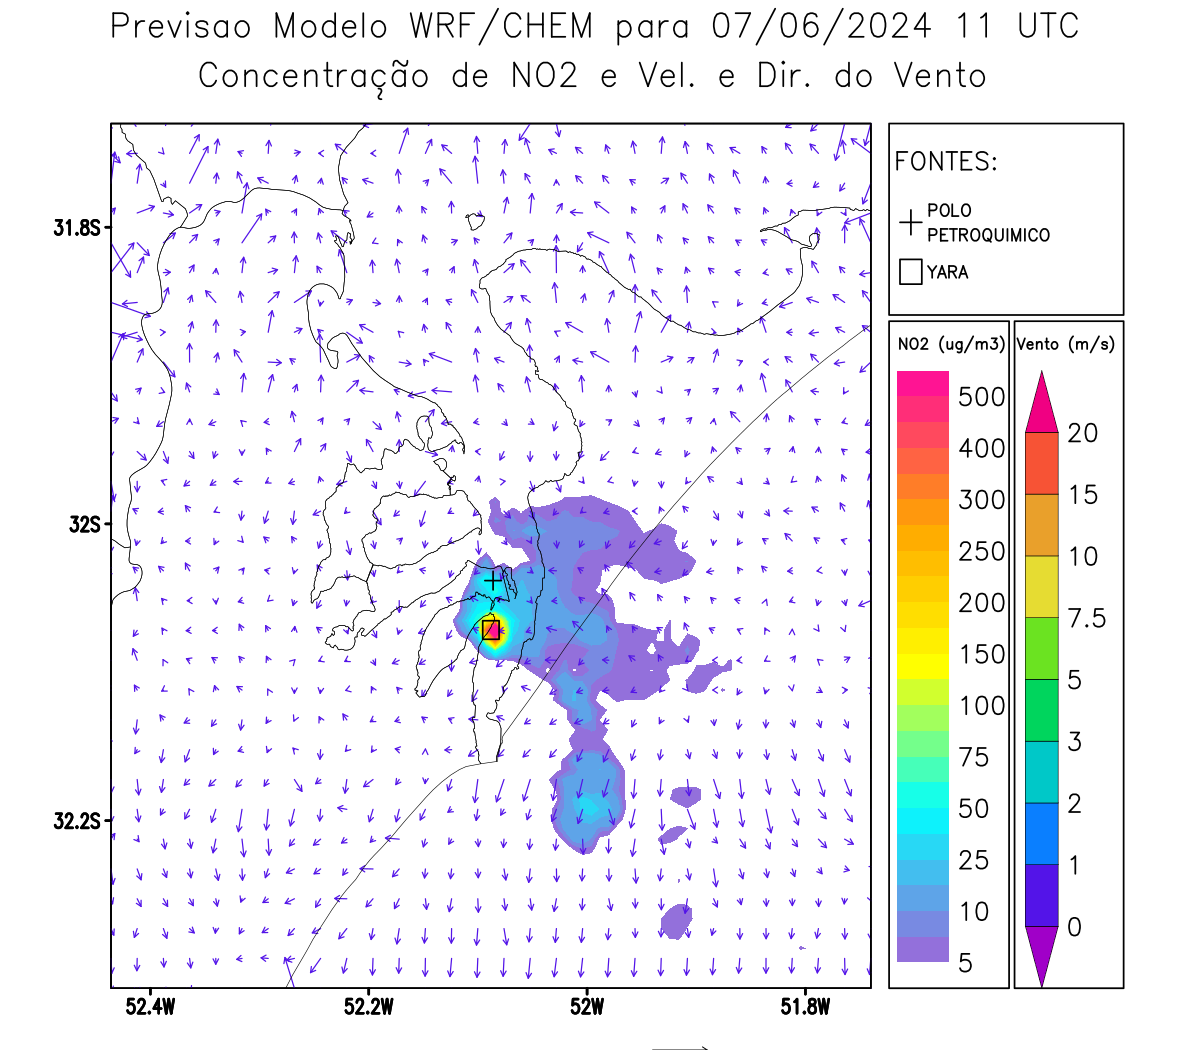 Previsao Modelo WRF/CHEM para 07/06/2024 11 UTC
Concentração de NO2 e Vel. e Dir. do Vento
FONTES:
POLO
PETROQUIMICO
YARA
NO2 (ug/m3)
500
400
300
250
200
150
100
75
50
25
10
5
Vento (m/s)
20
15
10
7.5
5
3
2
1
0
31.8S
32S
32.2S
52.4W
52.2W
52W
51.8W